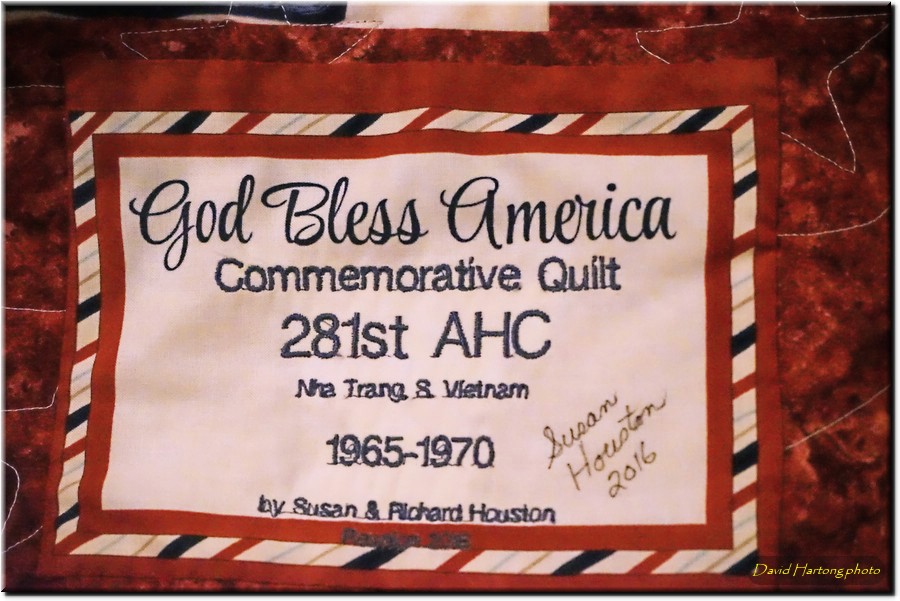 God Bless America
Commemorative Quilt
281st AHC
Nha Trang, S. Vietnam
1965-1970
Susan
Houston
2016
by Susan & Richard Houston
David Hartong photo